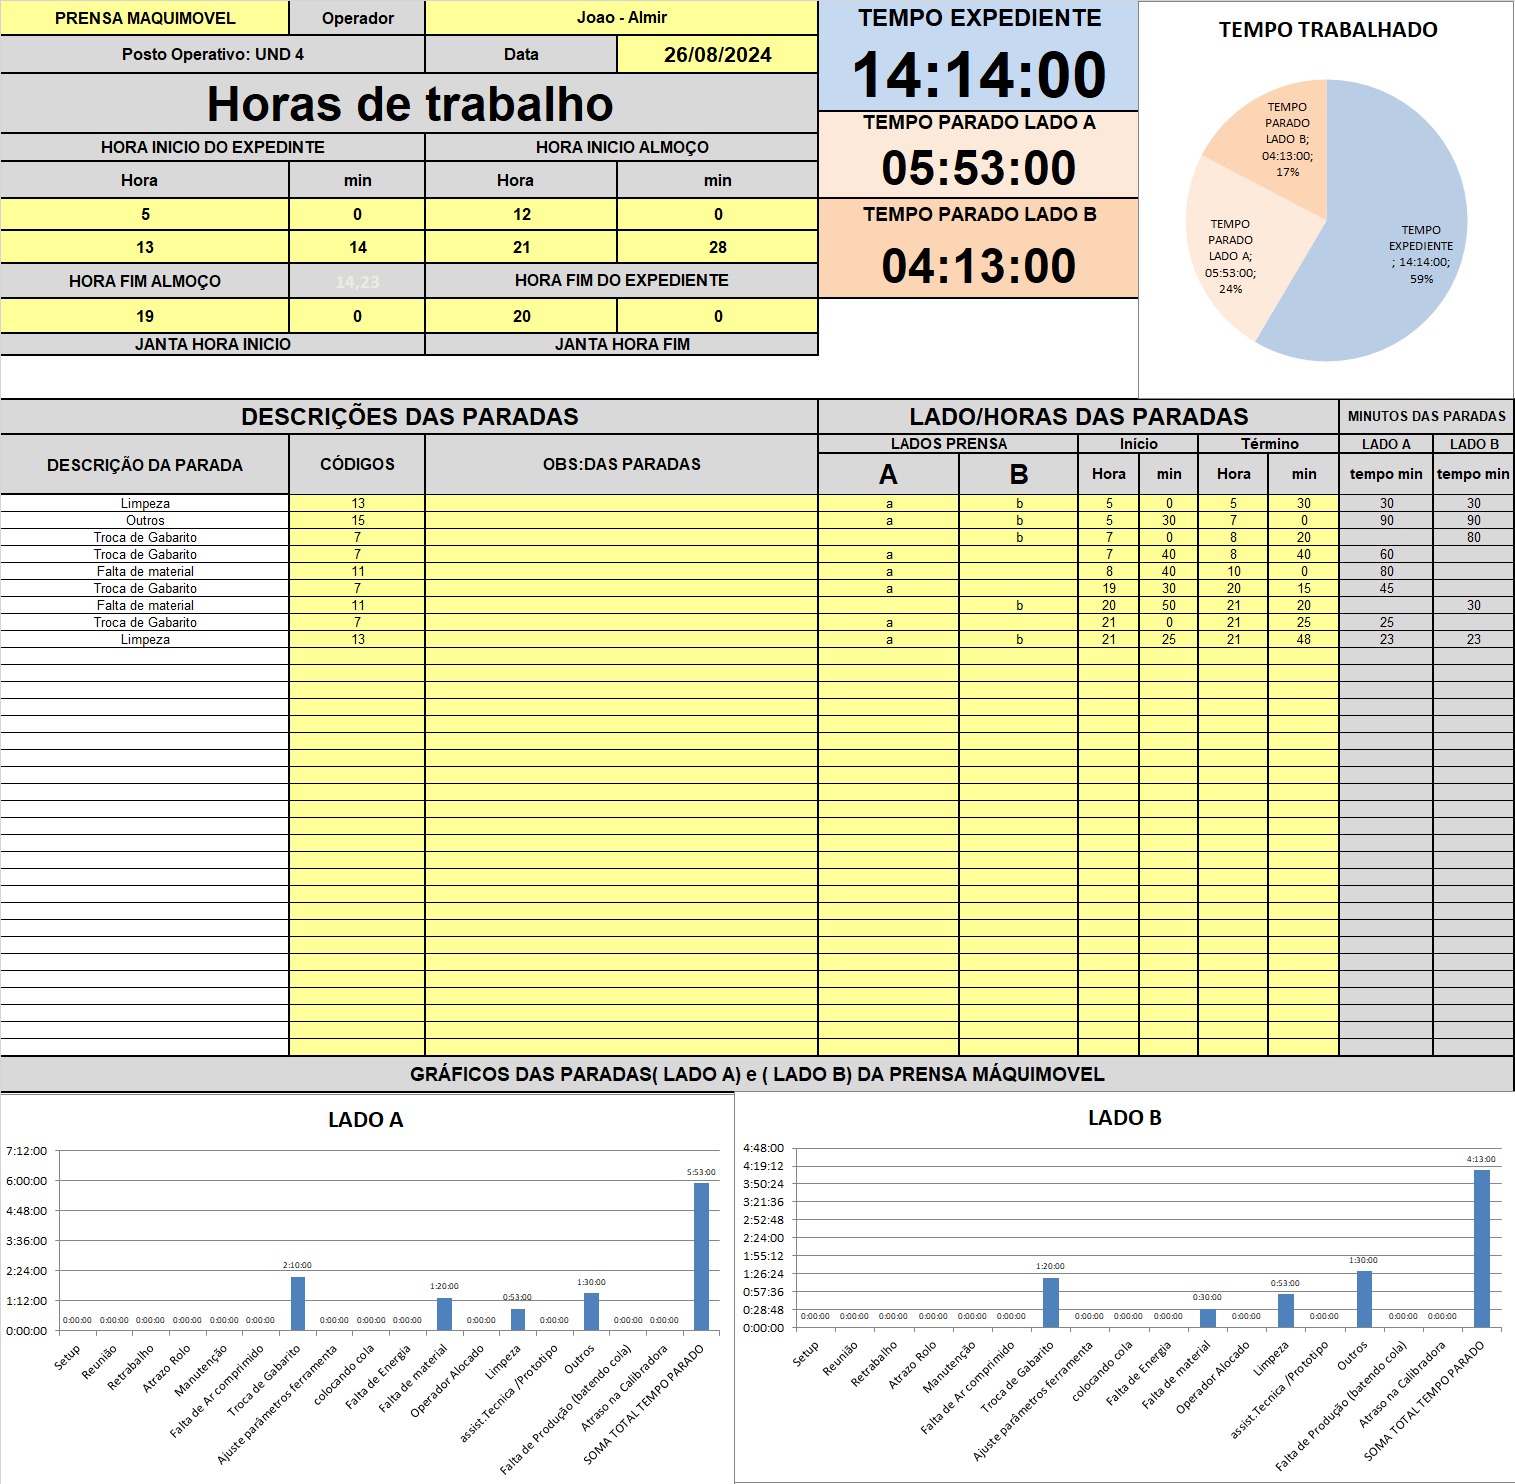 PRENSA MAQUIMOVEL Operador Joao - Almir
Posto Operativo: UND 4 Data 26/08/2024
Horas de trabalho
HORA INICIO DO EXPEDINTE HORA INICIO ALMOÇO
Hora min Hora min
5 0 12 0
13 14 21 28
HORA FIM ALMOÇO 14,23 HORA FIM DO EXPEDIENTE
19 0 20 0
JANTA HORA INICIO JANTA HORA FIM
TEMPO EXPEDIENTE
14:14:00
TEMPO PARADO LADO A
05:53:00
TEMPO PARADO LADO B
04:13:00
TEMPO TRABALHADO
TEMPO
PARADO
LADO B;
04:13:00;
17%
TEMPO
PARADO
LADO A;
05:53:00;
24%
TEMPO
EXPEDIENTE
; 14:14:00;
59%
DESCRIÇÕES DAS PARADAS LADO/HORAS DAS PARADAS MINUTOS DAS PARADAS
DESCRIÇÃO DA PARADA CÓDIGOS OBS:DAS PARADAS LADOS PRENSA Início Término LADO A LADO B
A B Hora min Hora min tempo min tempo min
Limpeza 13 a b 5 0 5 30 30 30
Outros 15 a b 5 30 7 0 90 90
Troca de Gabarito 7 b 7 0 8 20 80
Troca de Gabarito 7 a 7 40 8 40 60
Falta de material 11 a 8 40 10 0 80
Troca de Gabarito 7 a 19 30 20 15 45
Falta de material 11 b 20 50 21 20 30
Troca de Gabarito 7 a 21 0 21 25 25
Limpeza 13 a b 21 25 21 48 23 23
GRÁFICOS DAS PARADAS( LADO A) e ( LADO B) DA PRENSA MÁQUIMOVEL
LADO A
7:12:00
6:00:00
4:48:00
3:36:00
2:24:00
1:12:00
0:00:00
0:00:00 0:00:00 0:00:00 0:00:00 0:00:00 0:00:00 2:10:00 0:00:00 0:00:00 0:00:00 1:20:00 0:00:00 0:53:00 0:00:00 1:30:00 0:00:00 0:00:00 5:53:00
Setup
Reunião
Retrabalho
Atrazo Rolo
Manutenção
Falta de Ar comprimido
Troca de Gabarito
Ajuste parâmetros ferramenta
colocando cola
Falta de Energia
Falta de material
Operador Alocado
Limpeza
assist.Tecnica /Prototipo
Outros
Falta de Produção (batendo cola)
Atraso na Calibradora
SOMA TOTAL TEMPO PARADO
LADO B
4:48:00
4:19:12
3:50:24
3:21:36
2:52:48
2:24:00
1:55:12
1:26:24
0:57:36
0:28:48
0:00:00
0:00:00 0:00:00 0:00:00 0:00:00 0:00:00 0:00:00 1:20:00 0:00:00 0:00:00 0:00:00 0:30:00 0:00:00 0:53:00 0:00:00 1:30:00 0:00:00 0:00:00 4:13:00
Setup
Reunião
Retrabalho
Atrazo Rolo
Manutenção
Falta de Ar comprimido
Troca de Gabarito
Ajuste parâmetros ferramenta
colocando cola
Falta de Energia
Falta de material
Operador Alocado
Limpeza
assist.Tecnica /Prototipo
Outros
Falta de Produção (batendo cola)
Atraso na Calibradora
SOMA TOTAL TEMPO PARADO